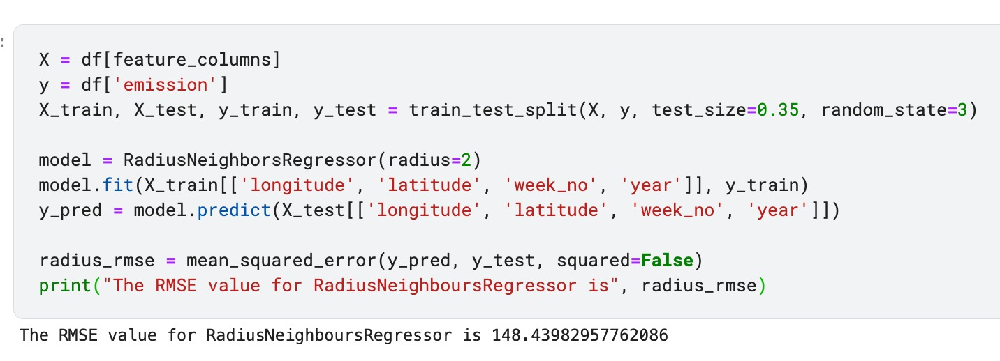 :
X = df[feature_columns]
y = df['emission']
X_train, X_test, y_train, y_test = train_test_split(X, y, test_size=0.35, random_state=3)
model = RadiusNeighborsRegressor(radius=2)
model.fit(X_train[['longitude', 'latitude', 'week_no', 'year']], y_train)
y_pred = model.predict(X_test[['longitude', 'latitude', 'week_no', 'year']])
radius_rmse = mean_squared_error(y_pred, y_test, squared=False)
print("The RMSE value for RadiusNeighboursRegressor is", radius_rmse)
The RMSE value for RadiusNeighboursRegressor is 148.43982957762086